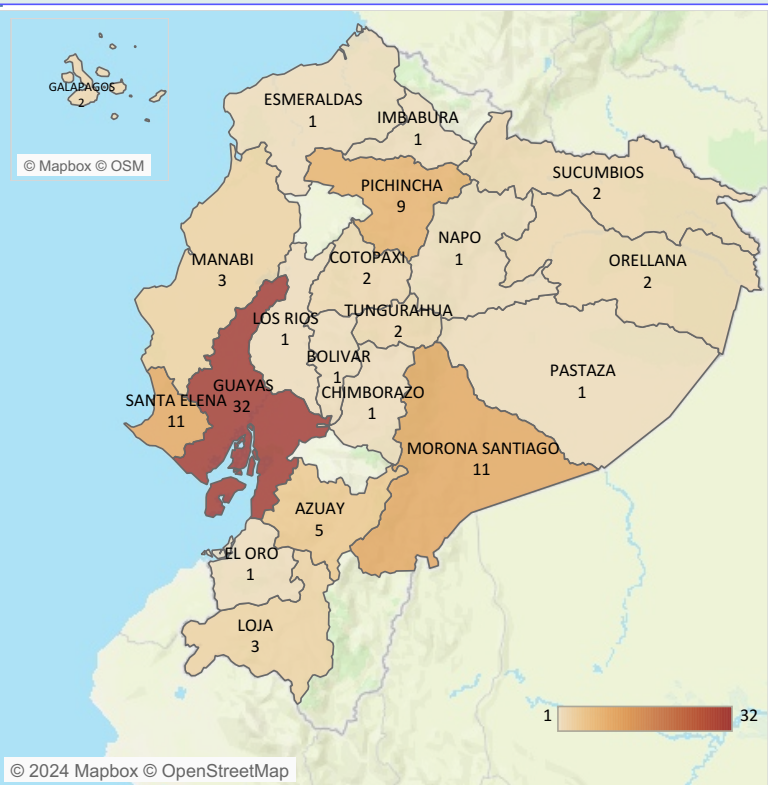 GALAPAGOS
2
© Mapbox © OSM
ESMERALDAS
1
IMBABURA
1
PICHINCHA
9
SUCUMBIOS
2
NAPO
1
MANABI
3
COTOPAXI
2
ORELLANA
2
LOS RIOS
1
TUNGURAHUA
2
BOLIVAR
1
PASTAZA
1
GUAYAS
32
CHIMBORAZO
1
SANTA ELENA
11
MORONA SANTIAGO
11
AZUAY
5
EL ORO
1
LOJA
3
1
32
© 2024 Mapbox © OpenStreetMap